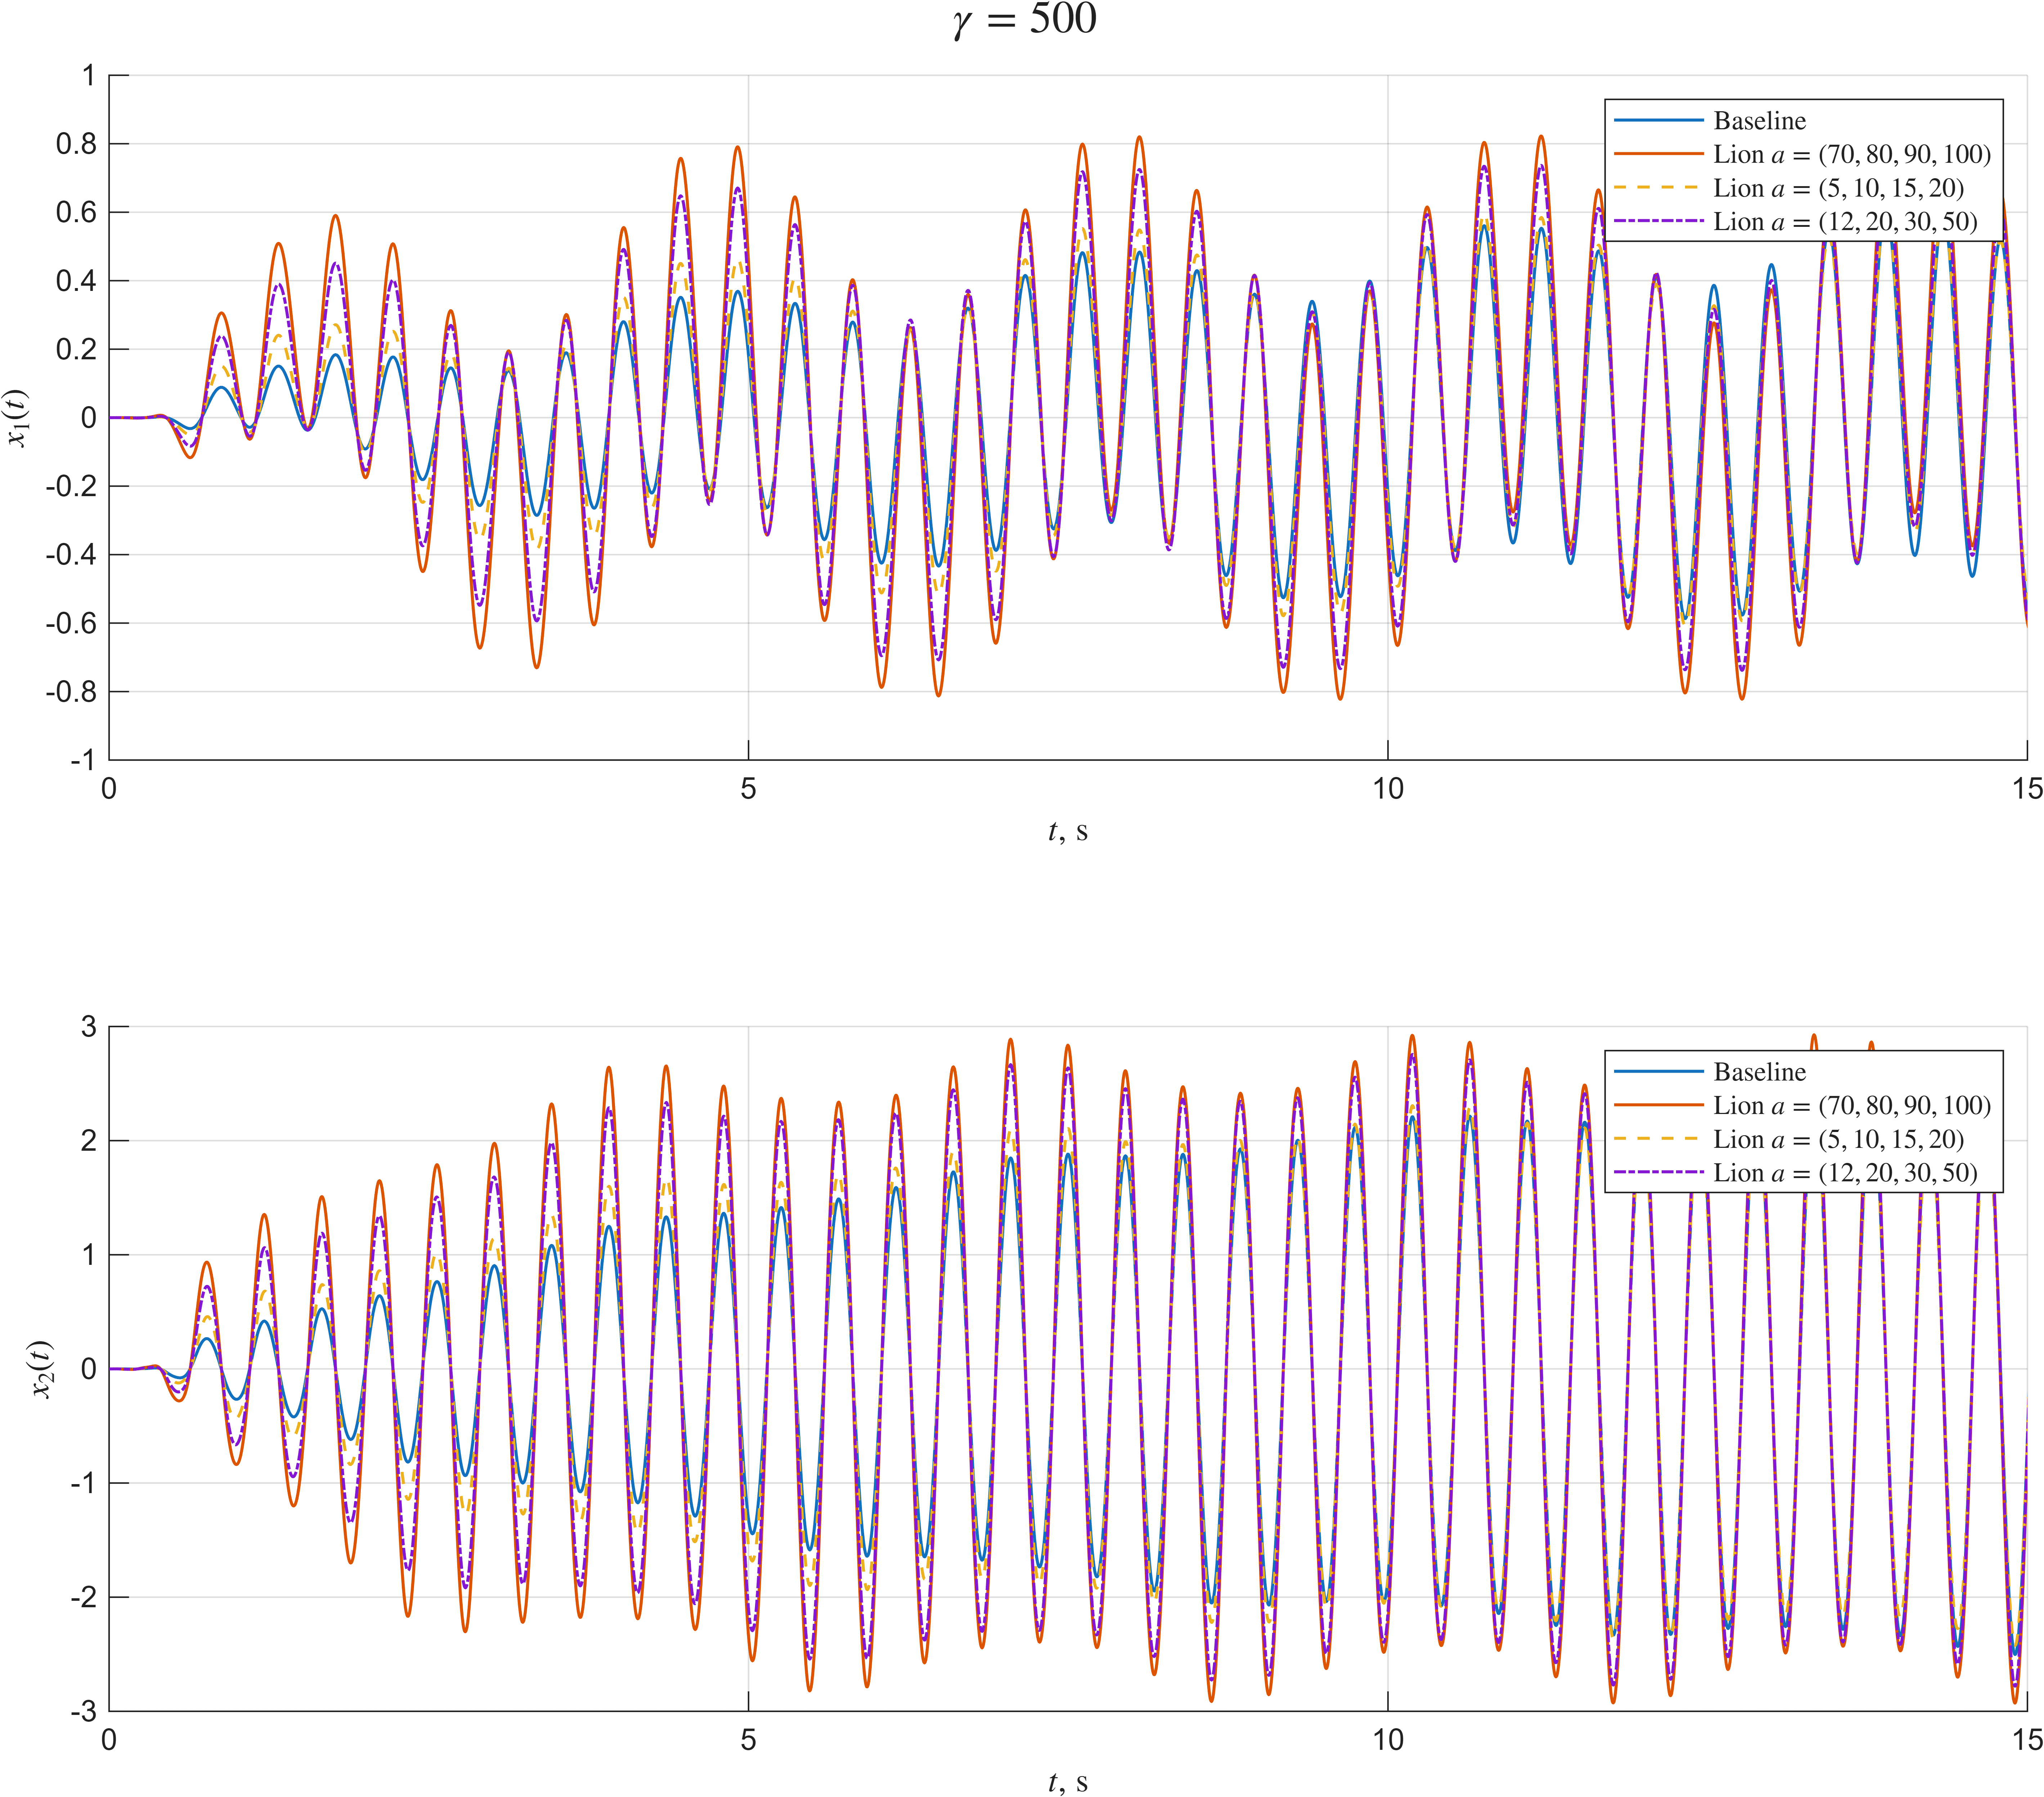 γ = 500
1
0.8
0.6
0.4
0.2
0
-0.2
-0.4
-0.6
-0.8
-1
x₁(t)
Baseline
Lion a = (70, 80, 90, 100)
Lion a = (5, 10, 15, 20)
Lion a = (12, 20, 30, 50)
0 5 10 15
t, s
3
2
1
0
-1
-2
-3
x₂(t)
Baseline
Lion a = (70, 80, 90, 100)
Lion a = (5, 10, 15, 20)
Lion a = (12, 20, 30, 50)
0 5 10 15
t, s